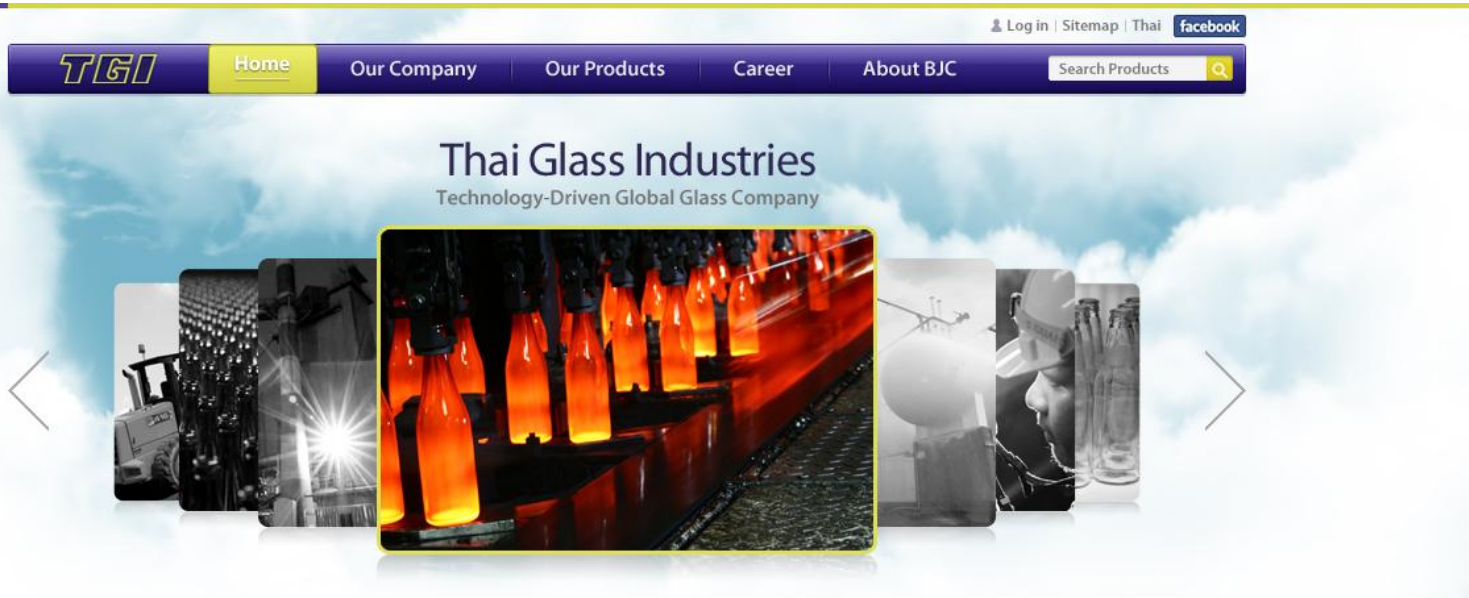 Log in | Sitemap | Thai facebook
TGI Home Our Company Our Products Career About BJC Search Products
Thai Glass Industries
Technology-Driven Global Glass Company